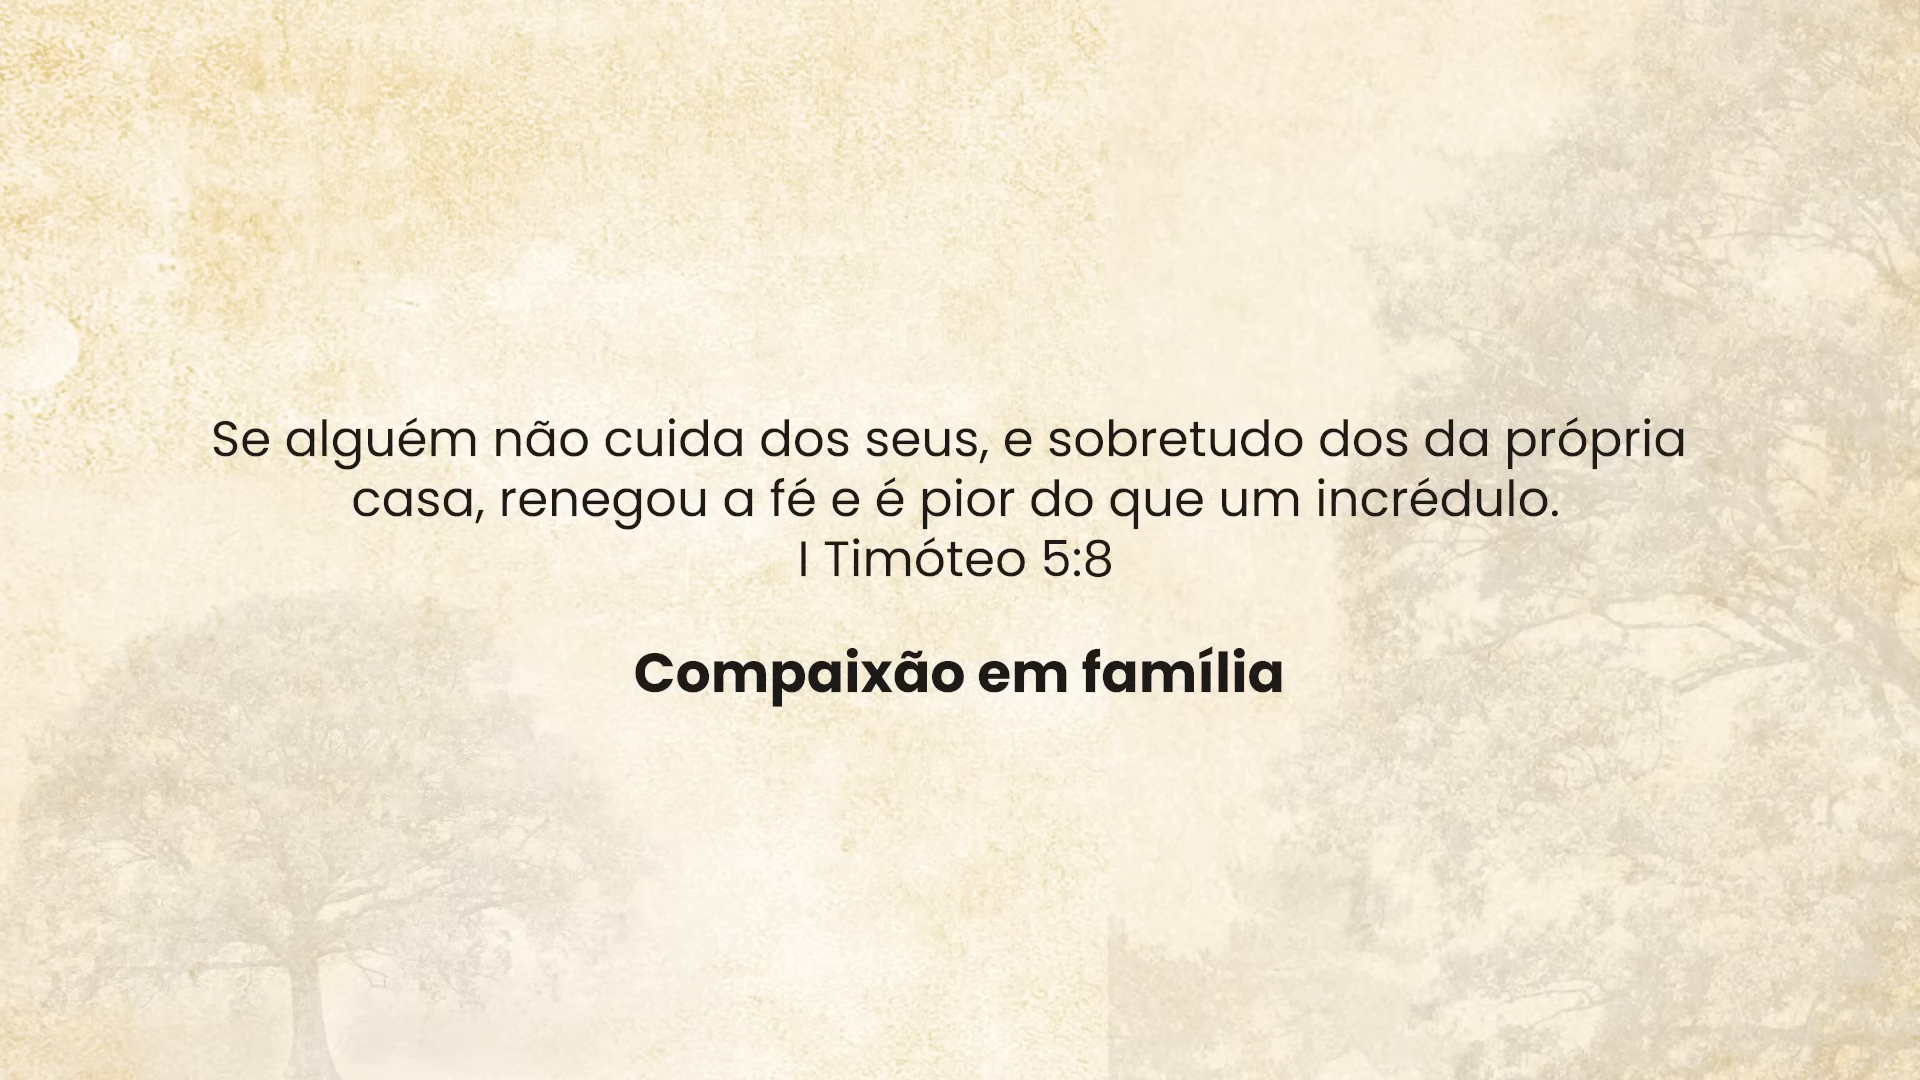 Se alguém não cuida dos seus, e sobretudo dos da própria
casa, renegou a fé e é pior do que um incrédulo.
I Timóteo 5:8
Compaixão em família